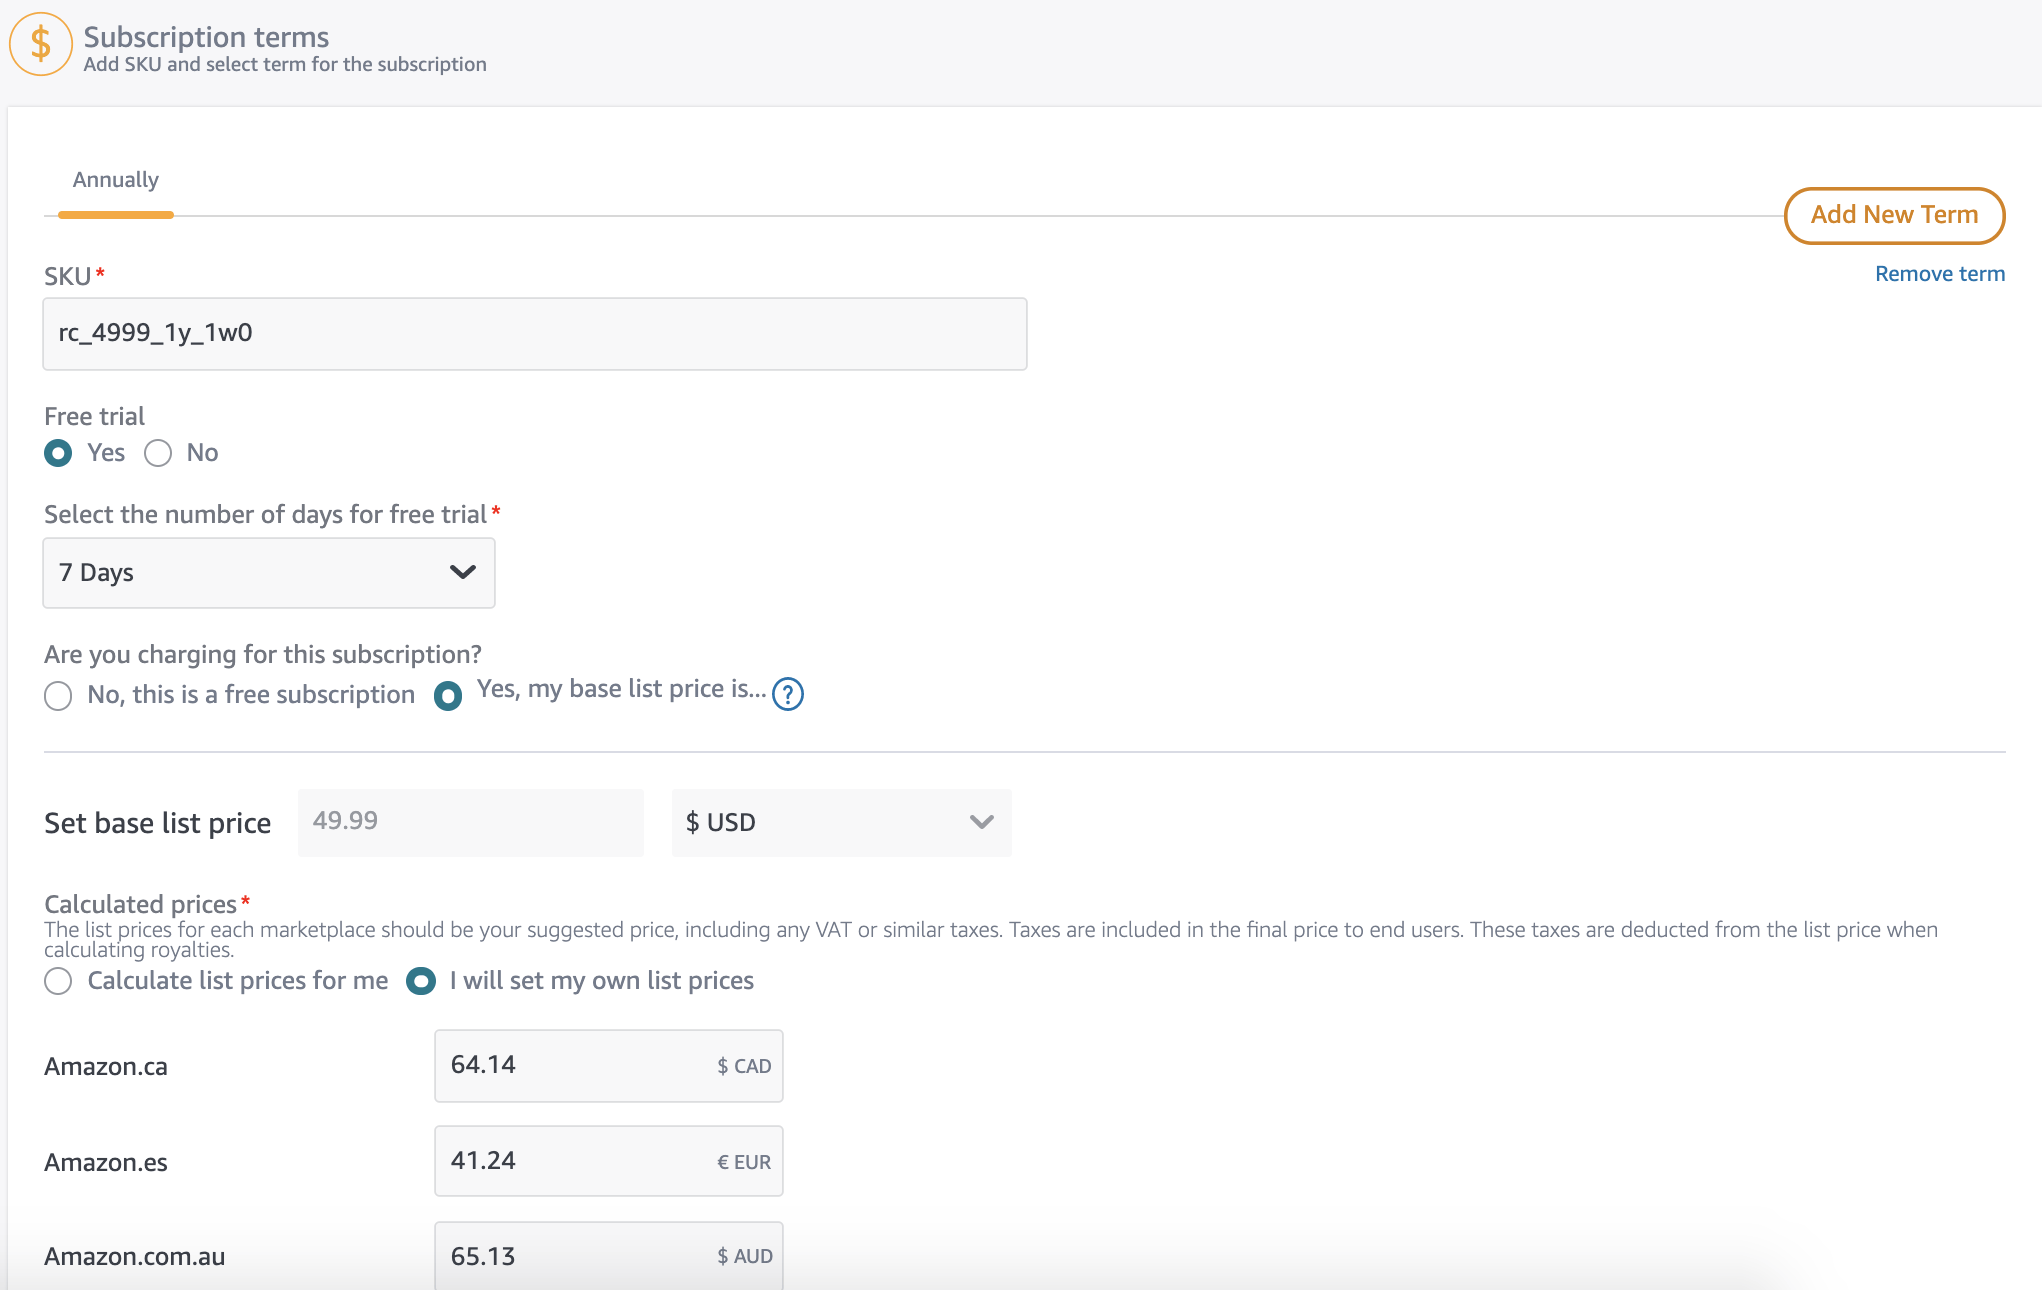 $
Subscription terms
Add SKU and select term for the subscription
Annually
Add New Term
SKU*
Remove term
rc_4999_1y_1w0
Free trial
Yes No
Select the number of days for free trial*
7 Days
Are you charging for this subscription?
No, this is a free subscription Yes, my base list price is... ?
Set base list price 49.99 $ USD
Calculated prices*
The list prices for each marketplace should be your suggested price, including any VAT or similar taxes. Taxes are included in the final price to end users. These taxes are deducted from the list price when
calculating royalties.
Calculate list prices for me I will set my own list prices
Amazon.ca 64.14 $ CAD
Amazon.es 41.24 € EUR
Amazon.com.au 65.13 $ AUD